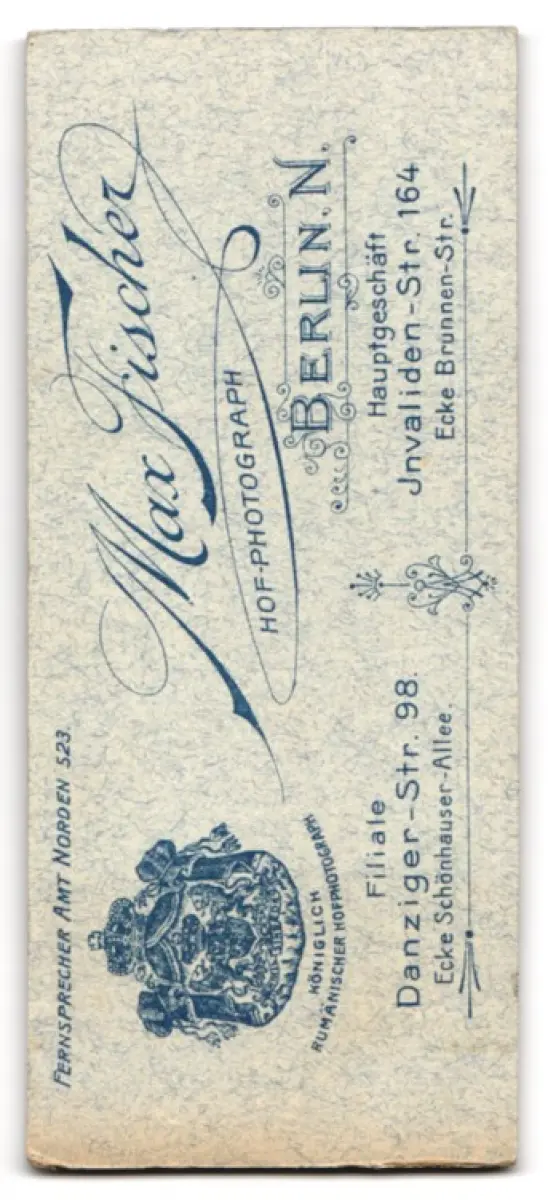 FERNSPRECHER AMT NORDEN 523.
Max Fischer
HOF-PHOTOGRAPH
BERLIN. N.
KÖNIGLICH
RUMÄNISCHER HOFPHOTOGRAPH
Filiale
Danziger-Str. 98.
Ecke Schönhauser-Allee.
Hauptgeschäft
Jnvaliden-Str. 164
Ecke Brunnen-Str.